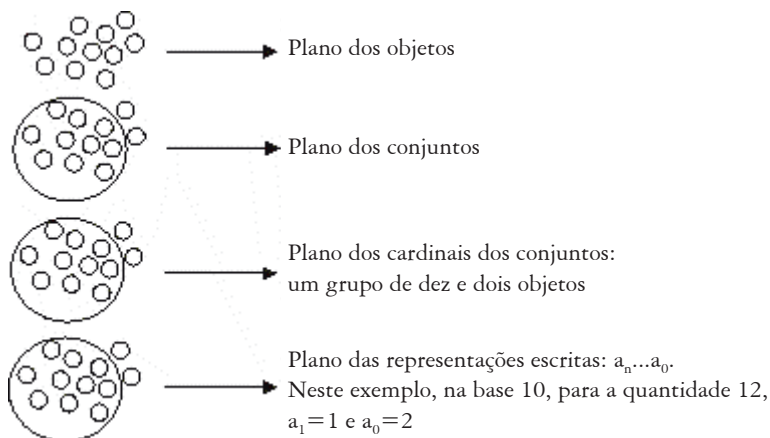 Plano dos objetos
Plano dos conjuntos
Plano dos cardinais dos conjuntos:
um grupo de dez e dois objetos
Plano das representações escritas: aₙ...a₀.
Neste exemplo, na base 10, para a quantidade 12,
a₁=1 e a₀=2